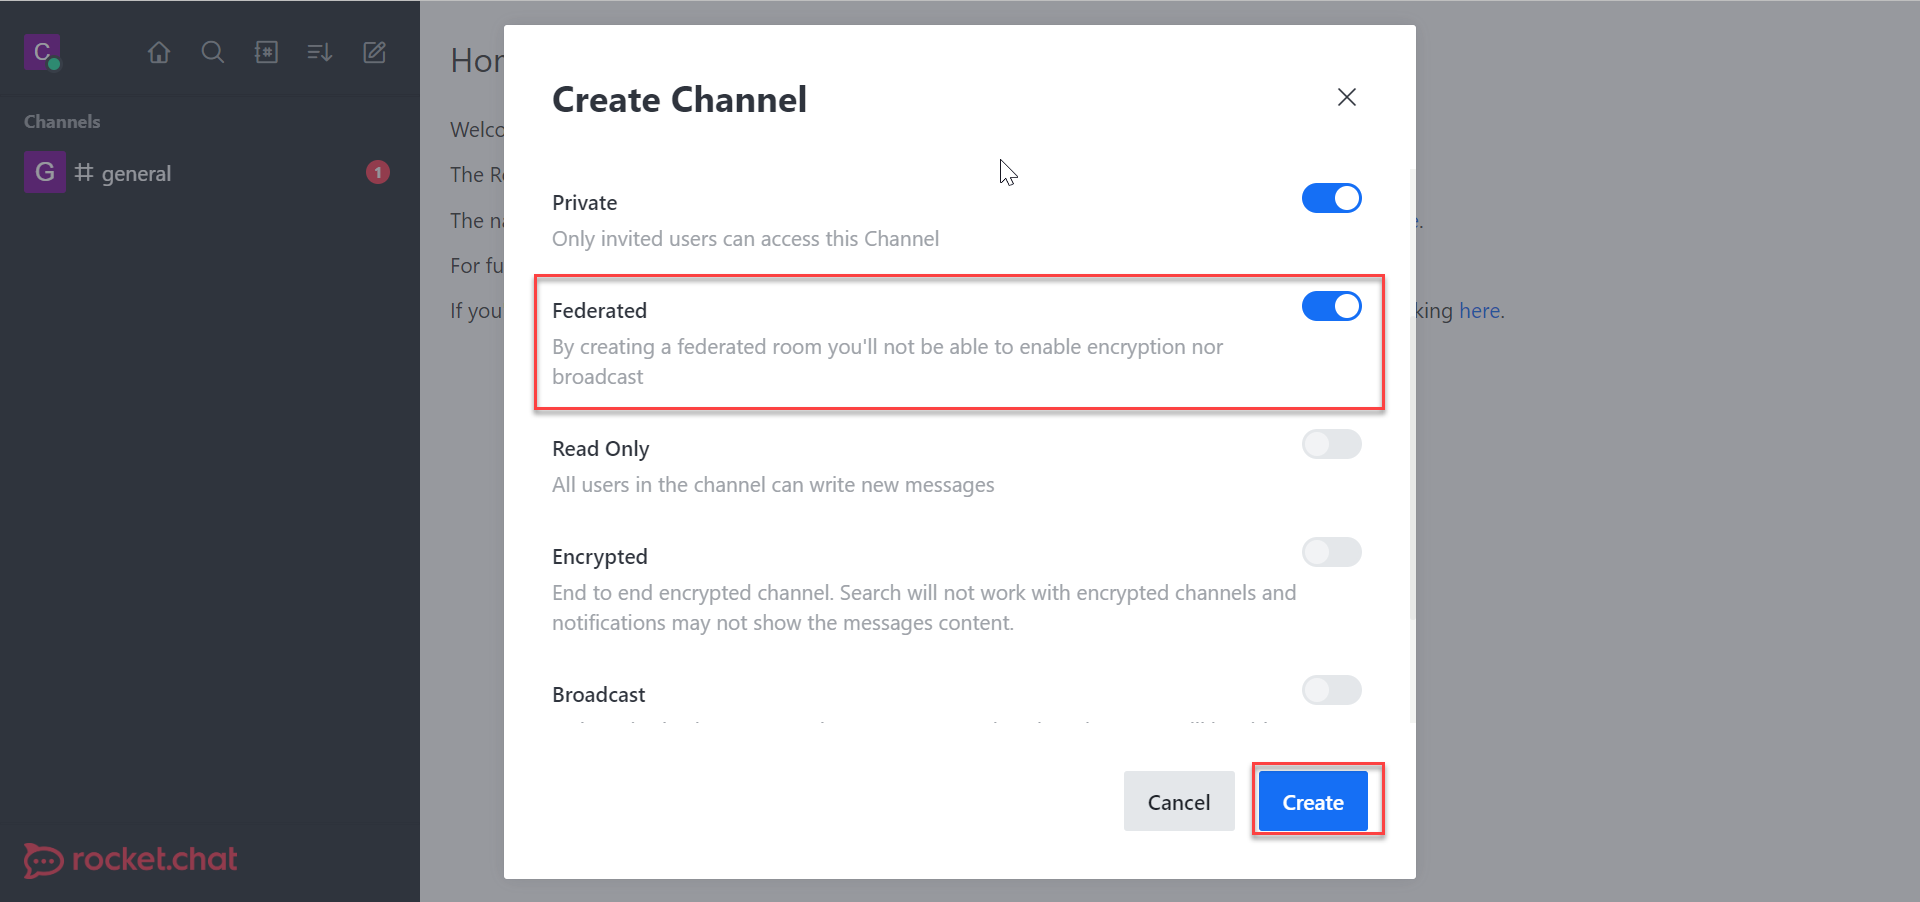 C
Channels
G
general
1
rocket.chat
Welco
The
The
For fu
If you
king here.
Create Channel
Private
Only invited users can access this Channel
Federated
By creating a federated room you'll not be able to enable encryption nor
broadcast
Read Only
All users in the channel can write new messages
Encrypted
End to end encrypted channel. Search will not work with encrypted channels and
notifications may not show the messages content.
Broadcast
Cancel
Create